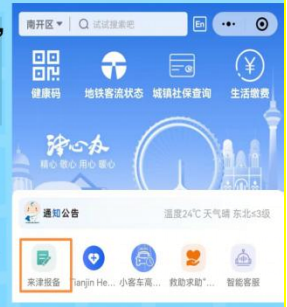 南开区 试试搜索吧 En
健康码 地铁客流状态 城镇社保查询 生活缴费
津心办
精心 敬心 用心 暖心
通知公告 温度24℃ 天气晴 东北≤3级
来津报备 Tianjin He... 小客车高... 救助求助"... 智能客服